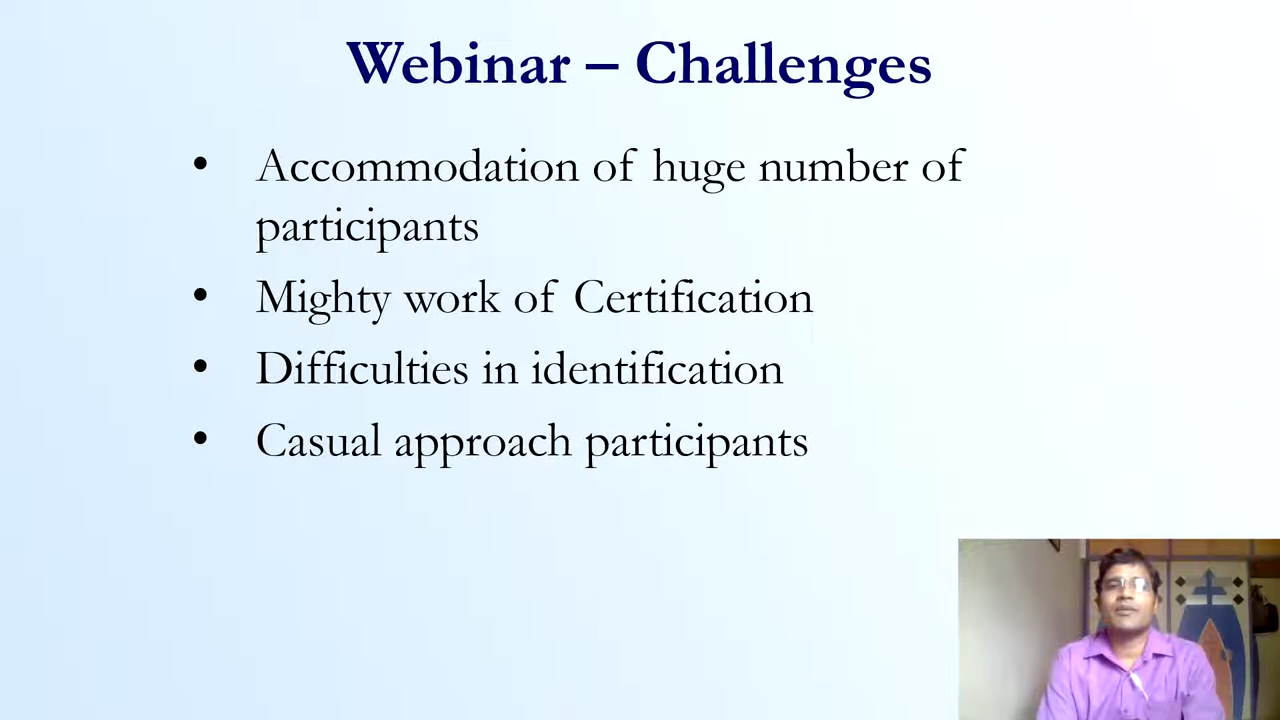 Webinar – Challenges
• Accommodation of huge number of
participants
• Mighty work of Certification
• Difficulties in identification
• Casual approach participants